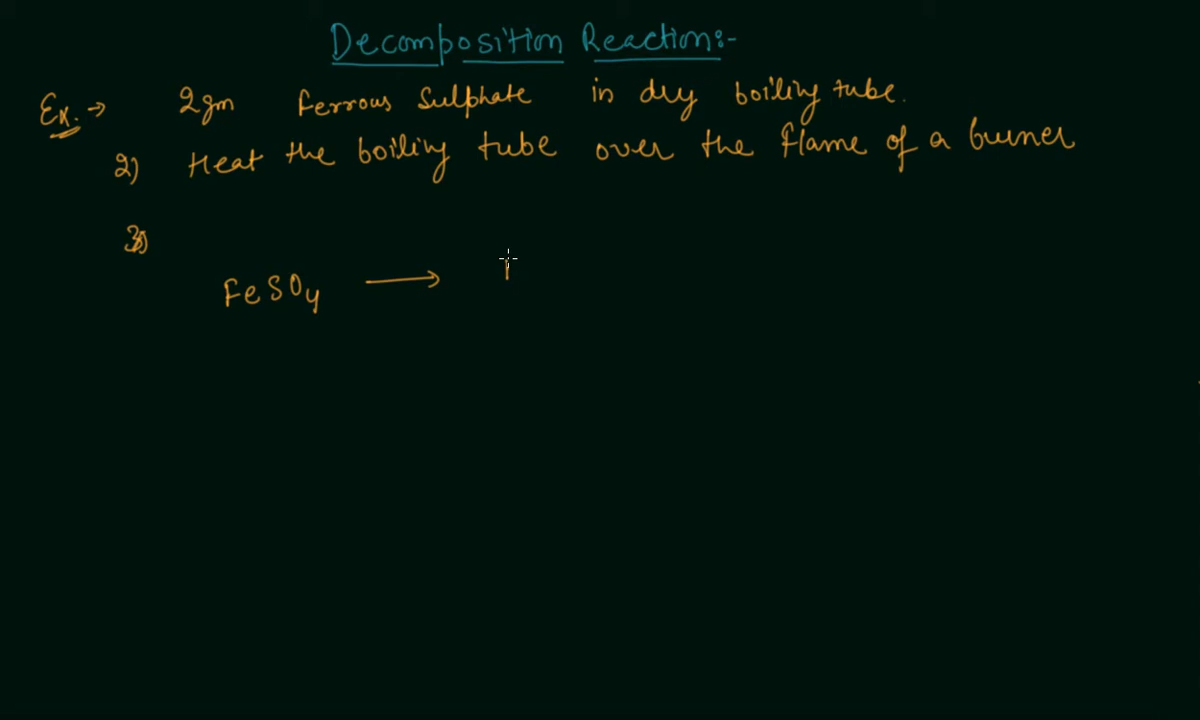 Decomposition Reaction:-
Ex. → 2gm ferrous Sulphate in dry boiling tube.
2) Heat the boiling tube over the flame of a burner
3)
FeSO4 →